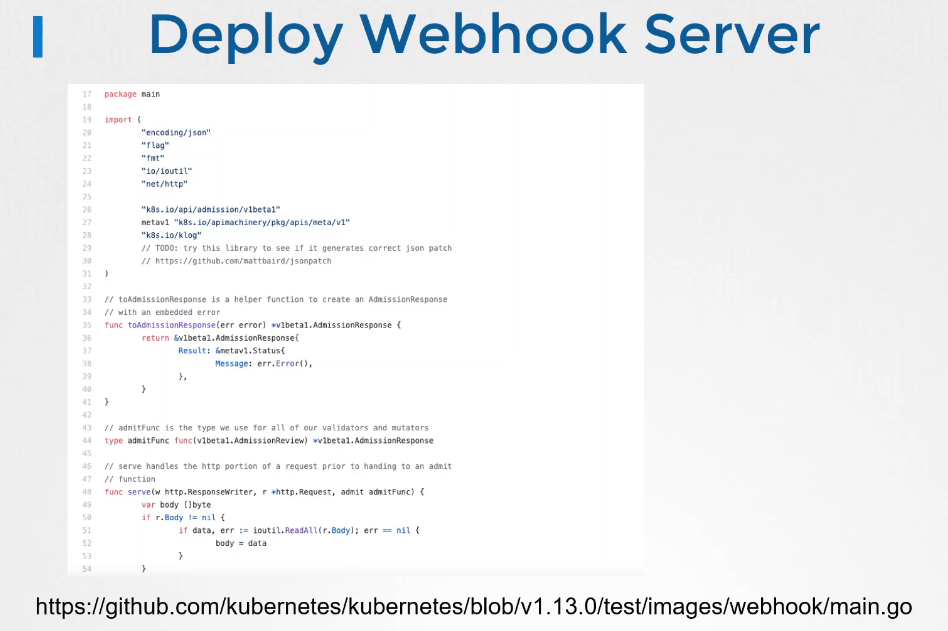 Deploy Webhook Server
17 package main
18
19 import (
20 "encoding/json"
21 "flag"
22 "fmt"
23 "io/ioutil"
24 "net/http"
25
26 "k8s.io/api/admission/v1beta1"
27 metav1 "k8s.io/apimachinery/pkg/apis/meta/v1"
28 "k8s.io/klog"
29 // TODO: try this library to see if it generates correct json patch
30 // https://github.com/mattbaird/jsonpatch
31 )
32
33 // toAdmissionResponse is a helper function to create an AdmissionResponse
34 // with an embedded error
35 func toAdmissionResponse(err error) *v1beta1.AdmissionResponse {
36 return &v1beta1.AdmissionResponse{
37 Result: &metav1.Status{
38 Message: err.Error(),
39 },
40 }
41 }
42
43 // admitFunc is the type we use for all of our validators and mutators
44 type admitFunc func(v1beta1.AdmissionReview) *v1beta1.AdmissionResponse
45
46 // serve handles the http portion of a request prior to handing to an admit
47 // function
48 func serve(w http.ResponseWriter, r *http.Request, admit admitFunc) {
49 var body []byte
50 if r.Body != nil {
51 if data, err := ioutil.ReadAll(r.Body); err == nil {
52 body = data
53 }
54 }
https://github.com/kubernetes/kubernetes/blob/v1.13.0/test/images/webhook/main.go